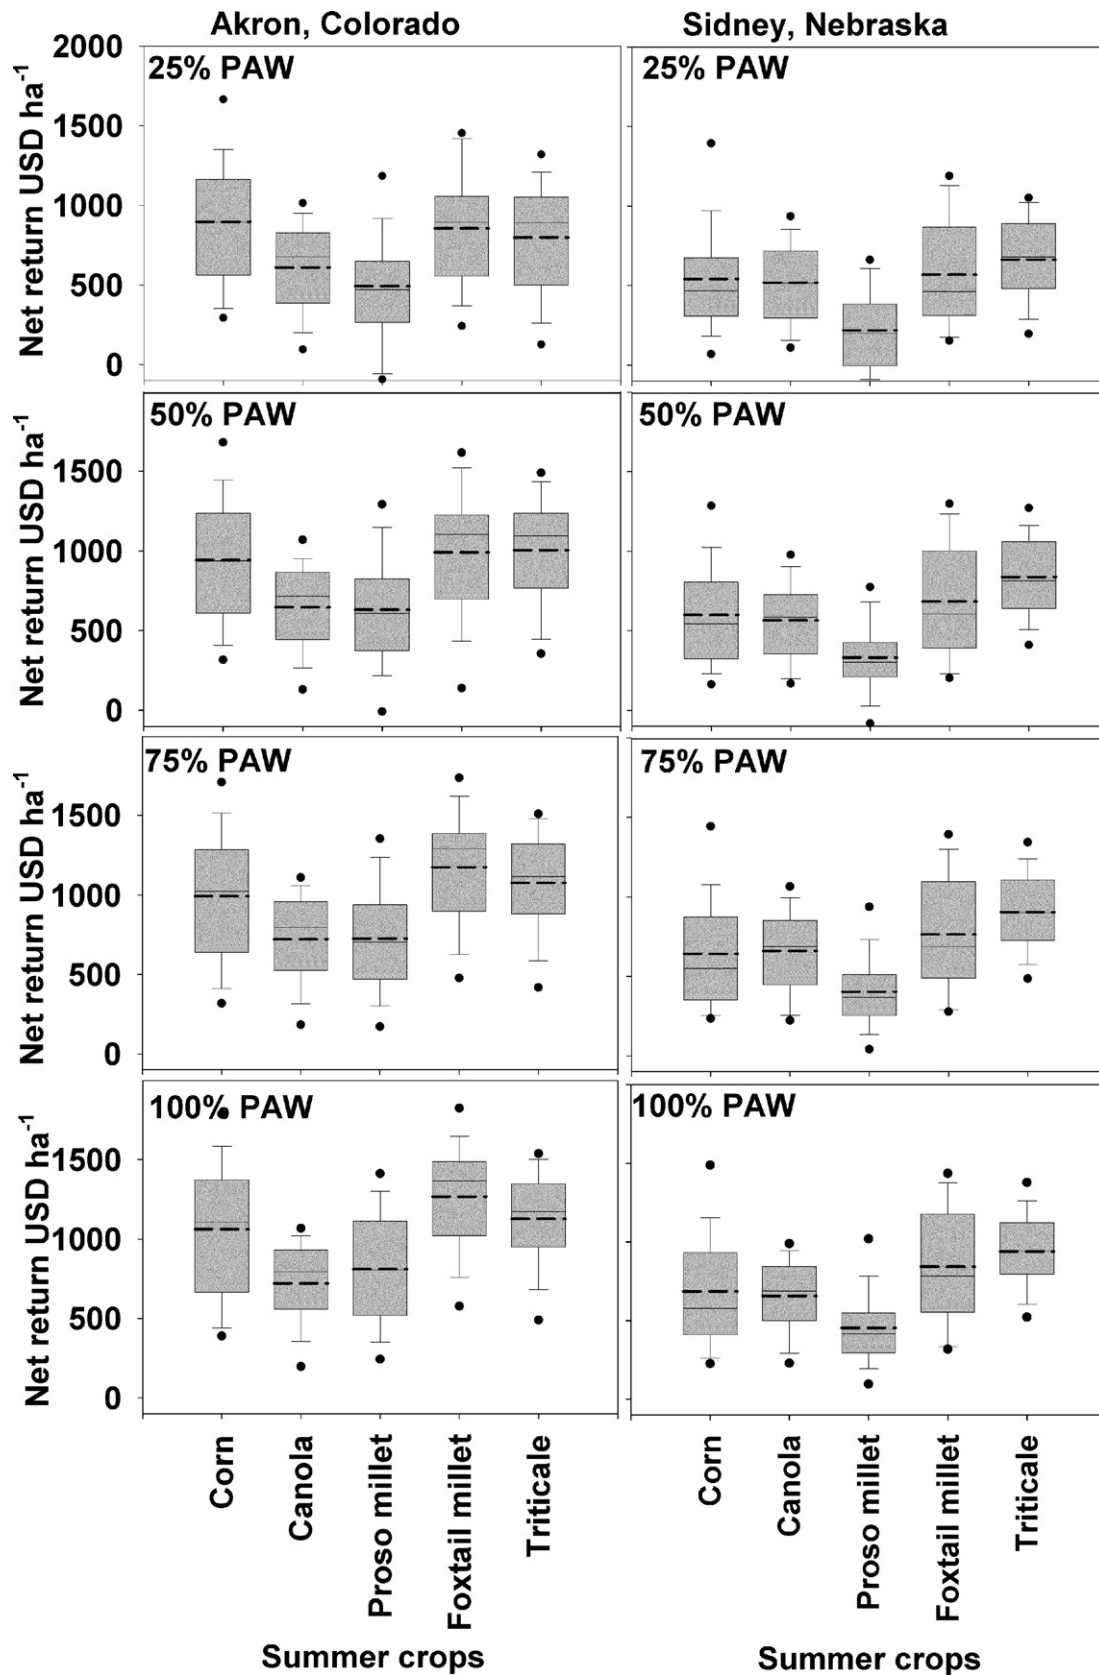 Akron, Colorado
Sidney, Nebraska
2000
25% PAW
25% PAW
Net return USD ha-1
1500
1000
500
0
50% PAW
50% PAW
Net return USD ha-1
1500
1000
500
0
75% PAW
75% PAW
Net return USD ha-1
1500
1000
500
0
100% PAW
100% PAW
Net return USD ha-1
1500
1000
500
0
Corn
Canola
Proso millet
Foxtail millet
Triticale
Corn
Canola
Proso millet
Foxtail millet
Triticale
Summer crops
Summer crops